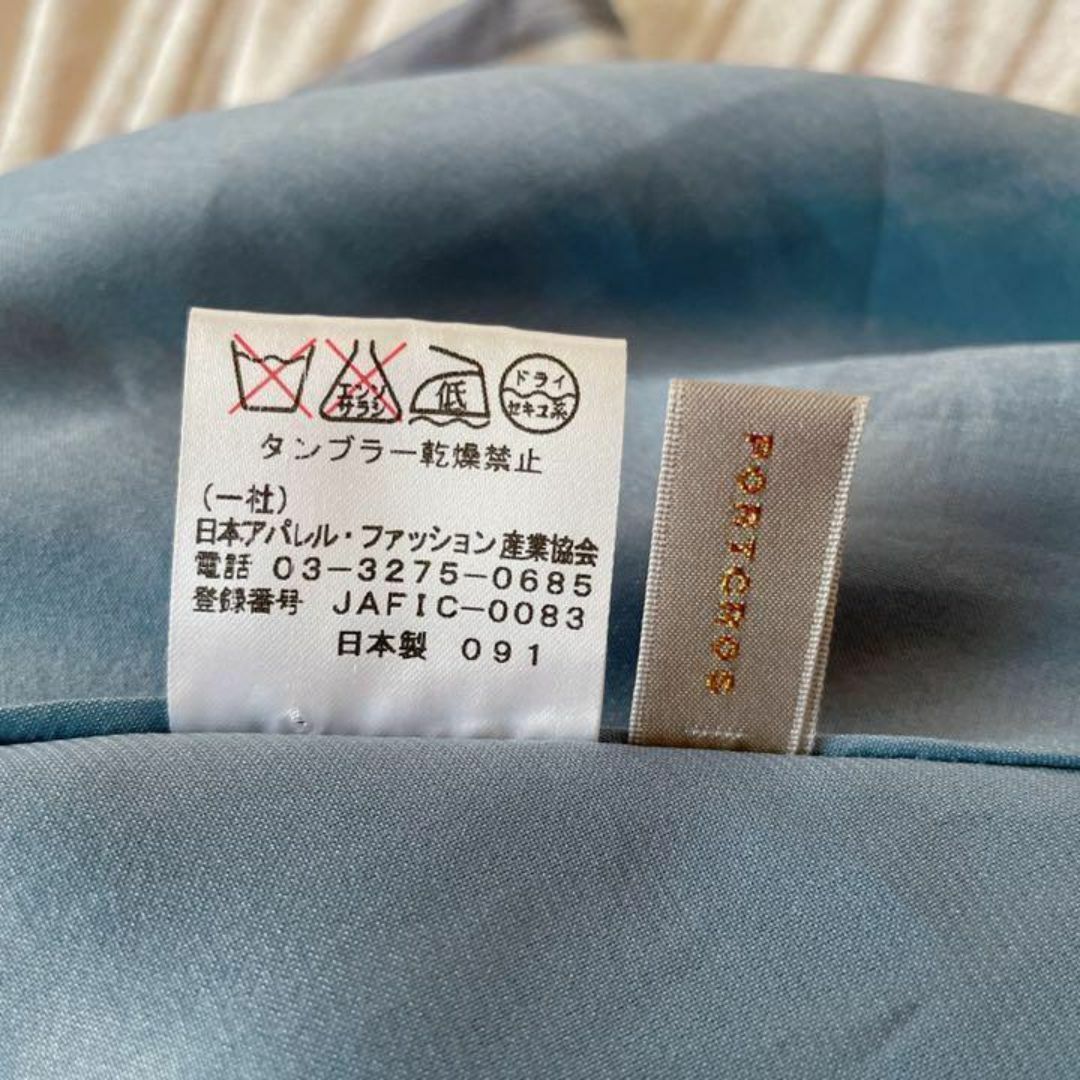 エンソ
サラシ
低
ドライ
セキユ系
タンブラー乾燥禁止
(一社)
日本アパレル・ファッション産業協会
電話 03-3275-0685
登録番号 JAFIC-0083
日本製 091
PORTCROS